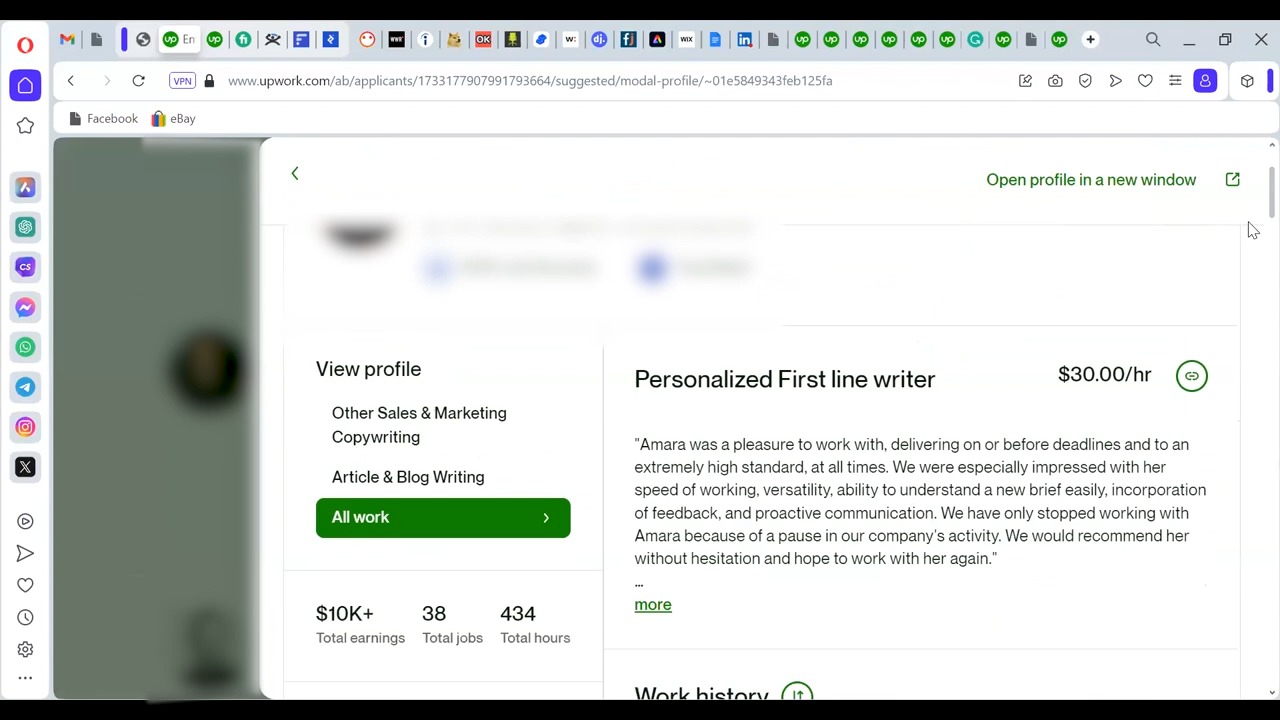 En
WWR
OK
w:
dj
WIX
VPN
www.upwork.com/ab/applicants/1733177907991793664/suggested/modal-profile/~01e5849343feb125fa
Facebook
eBay
Open profile in a new window
View profile
Other Sales & Marketing
Copywriting
Article & Blog Writing
All work
$10K+
38
434
Total earnings
Total jobs
Total hours
Personalized First line writer
$30.00/hr
"Amara was a pleasure to work with, delivering on or before deadlines and to an
extremely high standard, at all times. We were especially impressed with her
speed of working, versatility, ability to understand a new brief easily, incorporation
of feedback, and proactive communication. We have only stopped working with
Amara because of a pause in our company's activity. We would recommend her
without hesitation and hope to work with her again."
...
more
Work history